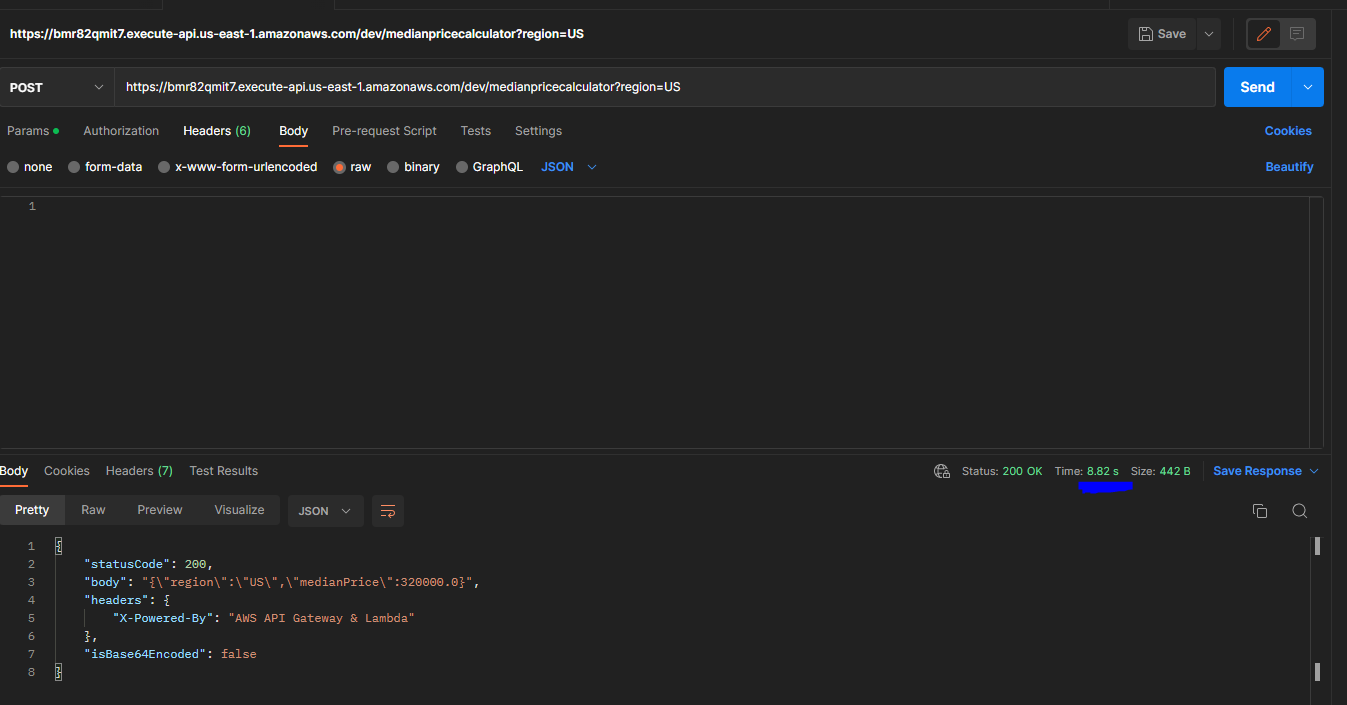 https://bmr82qmit7.execute-api.us-east-1.amazonaws.com/dev/medianpricecalculator?region=US
Save
POST
https://bmr82qmit7.execute-api.us-east-1.amazonaws.com/dev/medianpricecalculator?region=US
Send
Params Authorization Headers (6) Body Pre-request Script Tests Settings Cookies
none form-data x-www-form-urlencoded raw binary GraphQL JSON Beautify
1
Body Cookies Headers (7) Test Results Status: 200 OK Time: 8.82 s Size: 442 B Save Response
Pretty Raw Preview Visualize JSON
1 {
2 "statusCode": 200,
3 "body": "{\"region\":\"US\",\"medianPrice\":320000.0}",
4 "headers": {
5 "X-Powered-By": "AWS API Gateway & Lambda"
6 },
7 "isBase64Encoded": false
8 }